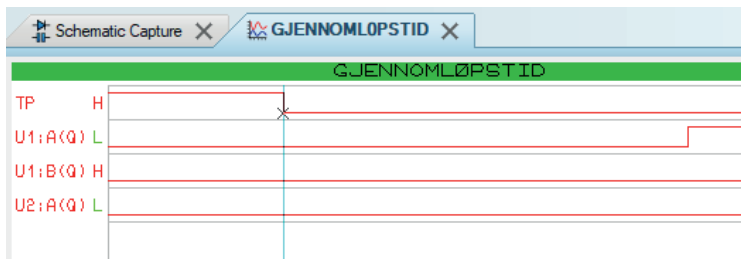 Schematic Capture GJENNOML0PSTID
GJENNOMLØPSTID
TP H
U1:A(Q) L
U1:B(Q) H
U2:A(Q) L